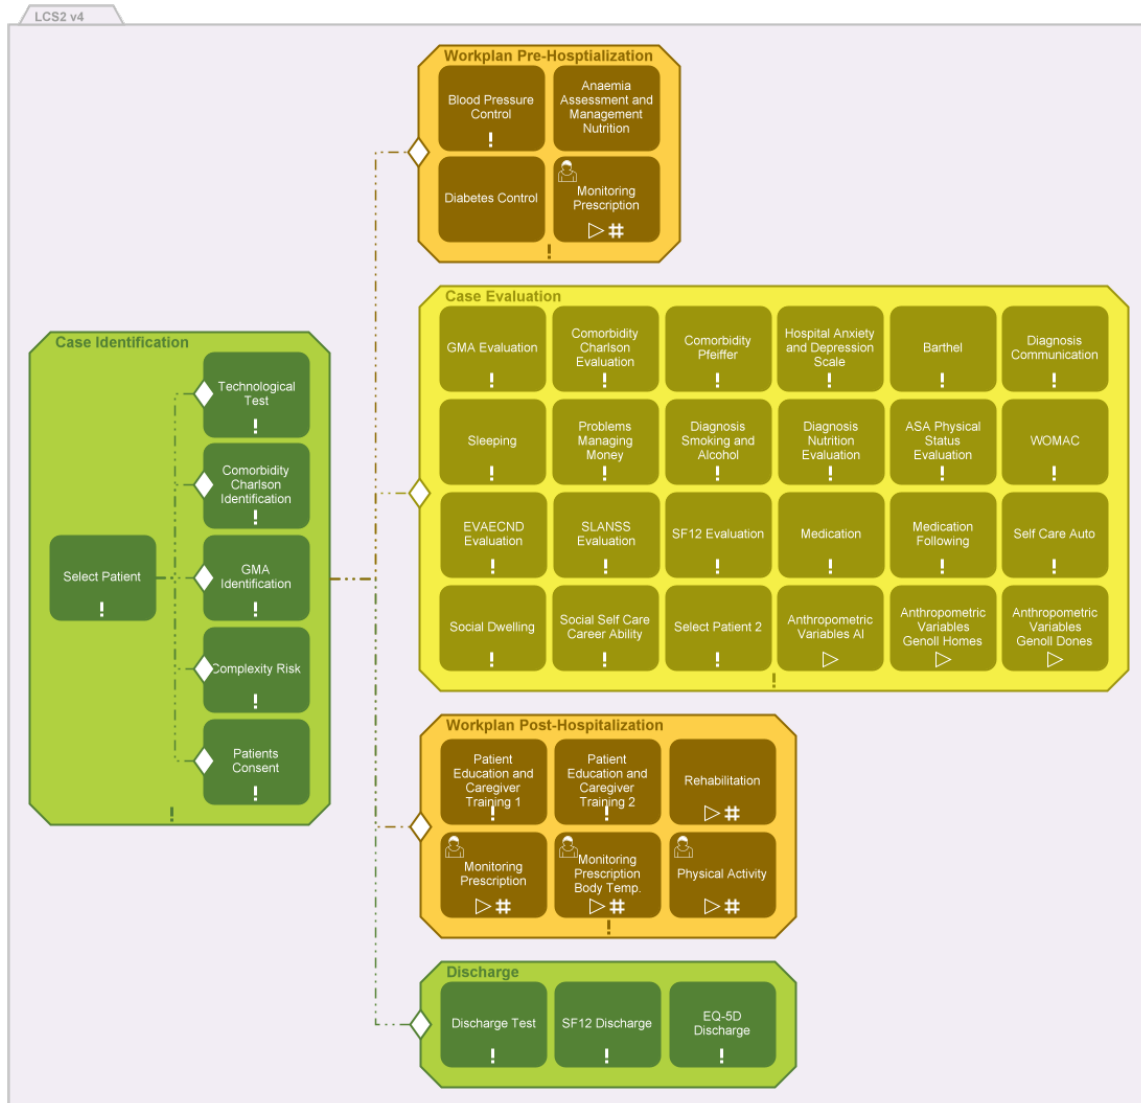 LCS2 v4
Workplan Pre-Hosptialization
Blood Pressure
Control
!
Anaemia
Assessment and
Management
Nutrition
Diabetes Control
Monitoring
Prescription
#
!
Case Identification
Select Patient
!
Technological
Test
!
Comorbidity
Charlson
Identification
!
GMA
Identification
!
Complexity Risk
!
Patients
Consent
!
!
Case Evaluation
GMA Evaluation
!
Comorbidity
Charlson
Evaluation
!
Comorbidity
Pfeiffer
!
Hospital Anxiety
and Depression
Scale
!
Barthel
!
Diagnosis
Communication
!
Sleeping
!
Problems
Managing
Money
!
Diagnosis
Smoking and
Alcohol
!
Diagnosis
Nutrition
Evaluation
!
ASA Physical
Status
Evaluation
!
WOMAC
!
EVAECND
Evaluation
!
SLANSS
Evaluation
!
SF12 Evaluation
!
Medication
!
Medication
Following
!
Self Care Auto
!
Social Dwelling
!
Social Self Care
Career Ability
!
Select Patient 2
!
Anthropometric
Variables AI
Anthropometric
Variables
Genoll Homes
Anthropometric
Variables
Genoll Dones
!
Workplan Post-Hospitalization
Patient
Education and
Caregiver
Training 1
!
Patient
Education and
Caregiver
Training 2
!
Rehabilitation
#
Monitoring
Prescription
#
Monitoring
Prescription
Body Temp.
#
Physical Activity
#
!
Discharge
Discharge Test
!
SF12 Discharge
!
EQ-5D
Discharge
!